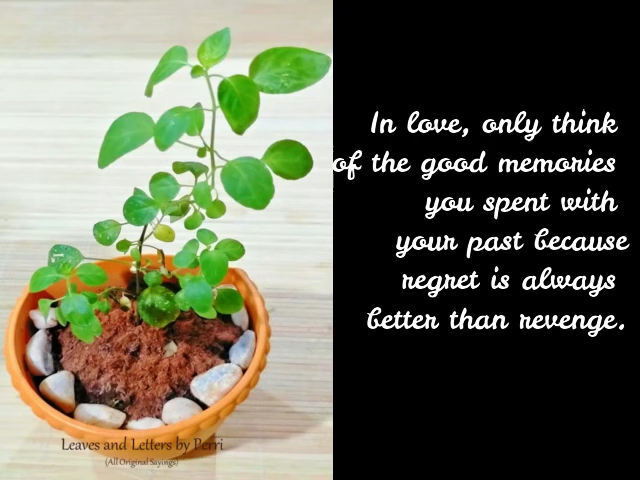 In love, only think
of the good memories
you spent with
your past because
regret is always
better than revenge.
Leaves and Letters by Perri
(All Original Sayings)